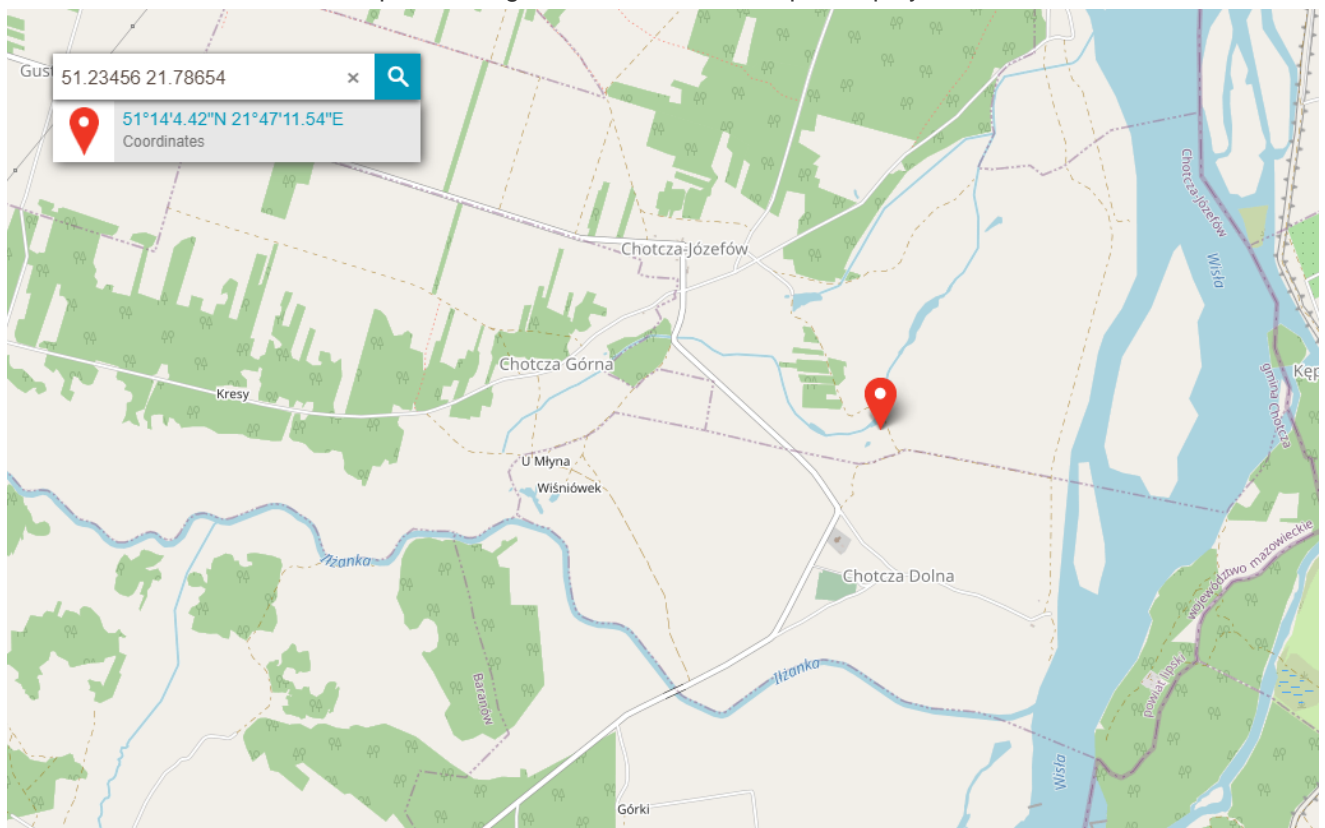 Gust
51.23456 21.78654 ×
51°14'4.42"N 21°47'11.54"E
Coordinates
Chotcza-Józefów
Wisła
Chotcza-Józefów
Chotcza Górna
Kresy
Kęp
gmina Chotcza
U Młyna
Wiśniówek
Iłżanka
Chotcza Dolna
województwo mazowieckie
powiat lipski
Iłżanka
Baranów
Wisła
Górki